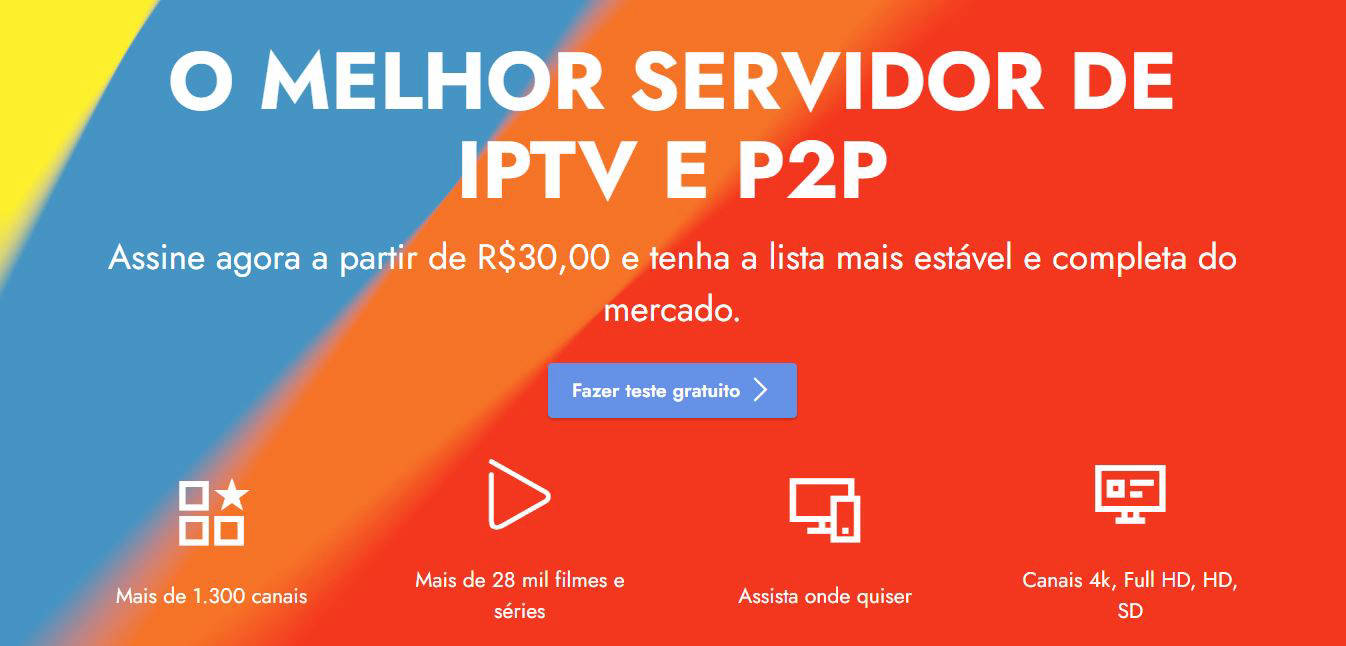 O MELHOR SERVIDOR DE
IPTV E P2P
Assine agora a partir de R$30,00 e tenha a lista mais estável e completa do
mercado.
Fazer teste gratuito
Mais de 1.300 canais
Mais de 28 mil filmes e
séries
Assista onde quiser
Canais 4k, Full HD, HD,
SD